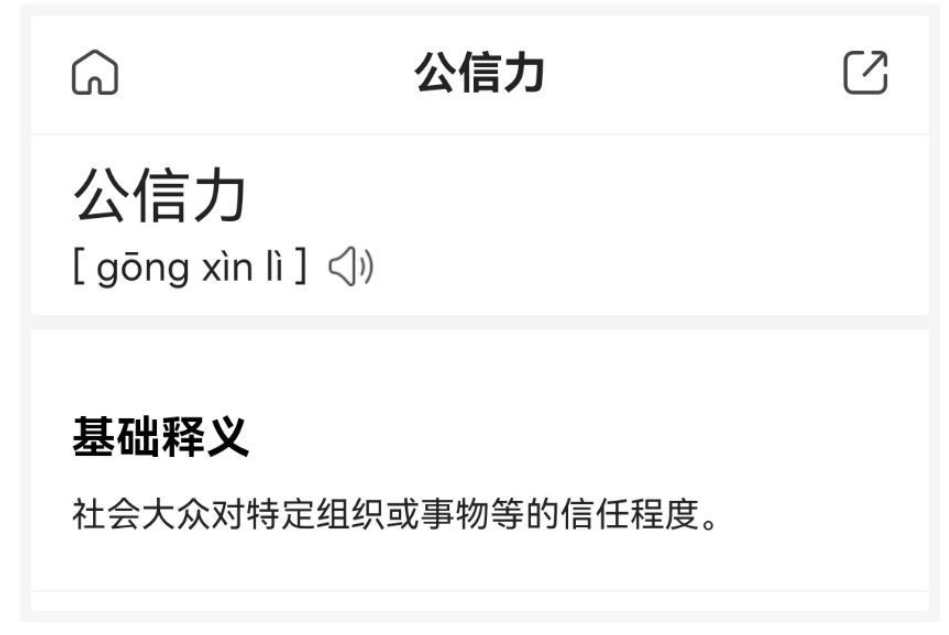 公信力
公信力
[ gōng xìn lì ]
基础释义
社会大众对特定组织或事物等的信任程度。